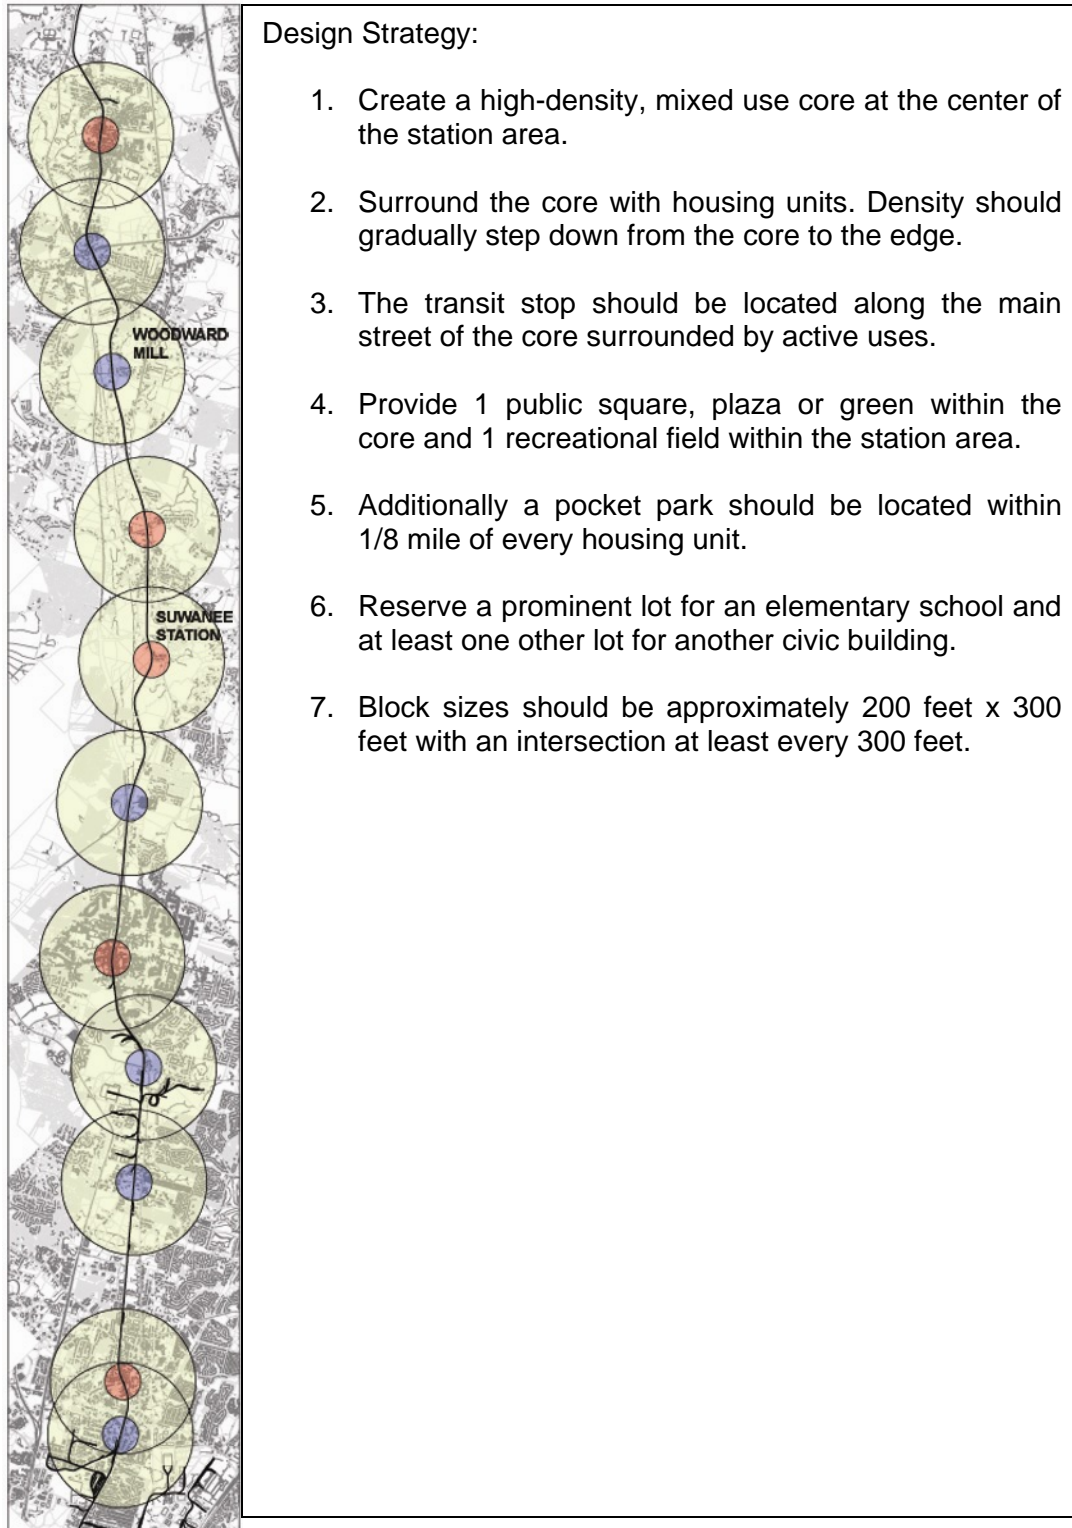 WOODWARD
MILL
SUWANEE
STATION
Design Strategy:
1. Create a high-density, mixed use core at the center of
the station area.
2. Surround the core with housing units. Density should
gradually step down from the core to the edge.
3. The transit stop should be located along the main
street of the core surrounded by active uses.
4. Provide 1 public square, plaza or green within the
core and 1 recreational field within the station area.
5. Additionally a pocket park should be located within
1/8 mile of every housing unit.
6. Reserve a prominent lot for an elementary school and
at least one other lot for another civic building.
7. Block sizes should be approximately 200 feet x 300
feet with an intersection at least every 300 feet.